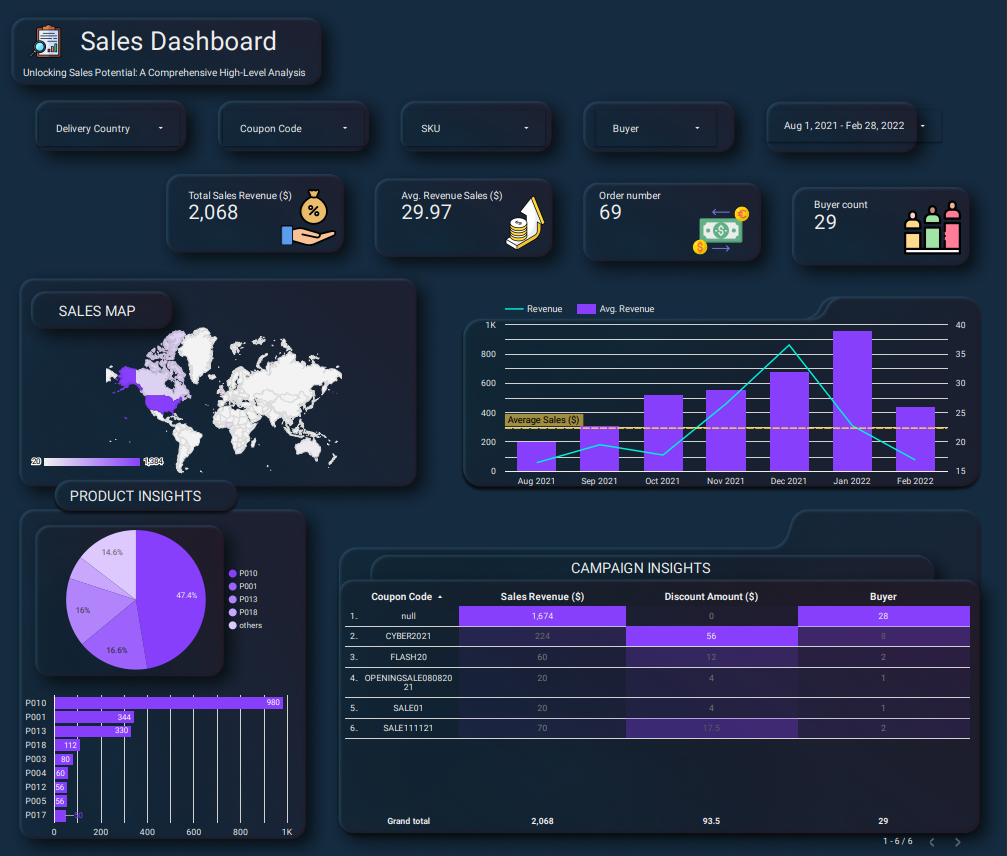 Sales Dashboard
Unlocking Sales Potential: A Comprehensive High-Level Analysis
Delivery Country
Coupon Code
SKU
Buyer
Aug 1, 2021 - Feb 28, 2022
Total Sales Revenue ($)
2,068
Avg. Revenue Sales ($)
29.97
Order number
69
Buyer count
29
SALES MAP
20
1,384
Revenue
Avg. Revenue
1K
800
600
400
200
0
40
35
30
25
20
15
Average Sales ($)
Aug 2021
Sep 2021
Oct 2021
Nov 2021
Dec 2021
Jan 2022
Feb 2022
PRODUCT INSIGHTS
14.6%
47.4%
16%
16.6%
P010
P001
P013
P018
others
P010 980
P001 344
P013 330
P018 112
P003 80
P004 60
P012 56
P005 56
P017 50
0 200 400 600 800 1K
CAMPAIGN INSIGHTS
Coupon Code Sales Revenue ($) Discount Amount ($) Buyer
1. null 1,674 0 28
2. CYBER2021 224 56 8
3. FLASH20 60 12 2
4. OPENINGSALE080820
21 20 4 1
5. SALE01 20 4 1
6. SALE111121 70 17.5 2
Grand total 2,068 93.5 29
1 - 6 / 6